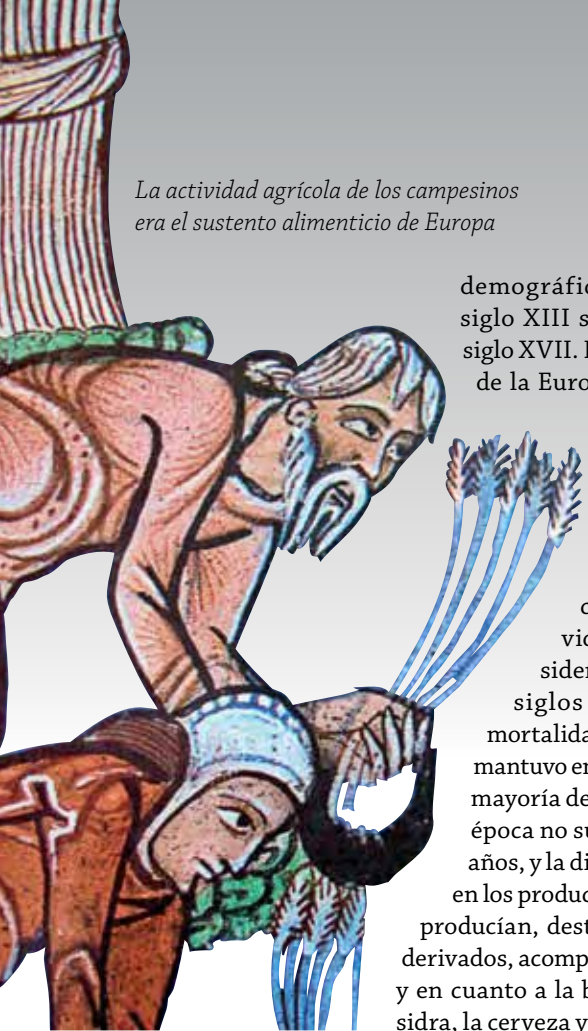 La actividad agrícola de los campesinos
era el sustento alimenticio de Europa
demográfic
siglo XIII s
siglo XVII.
de la Euro
vid
sider
siglos
mortalida
mantuvo en
mayoría de
época no su
años, y la di
en los produc
producían, dest
derivados, acomp
y en cuanto a la b
sidra, la cerveza y